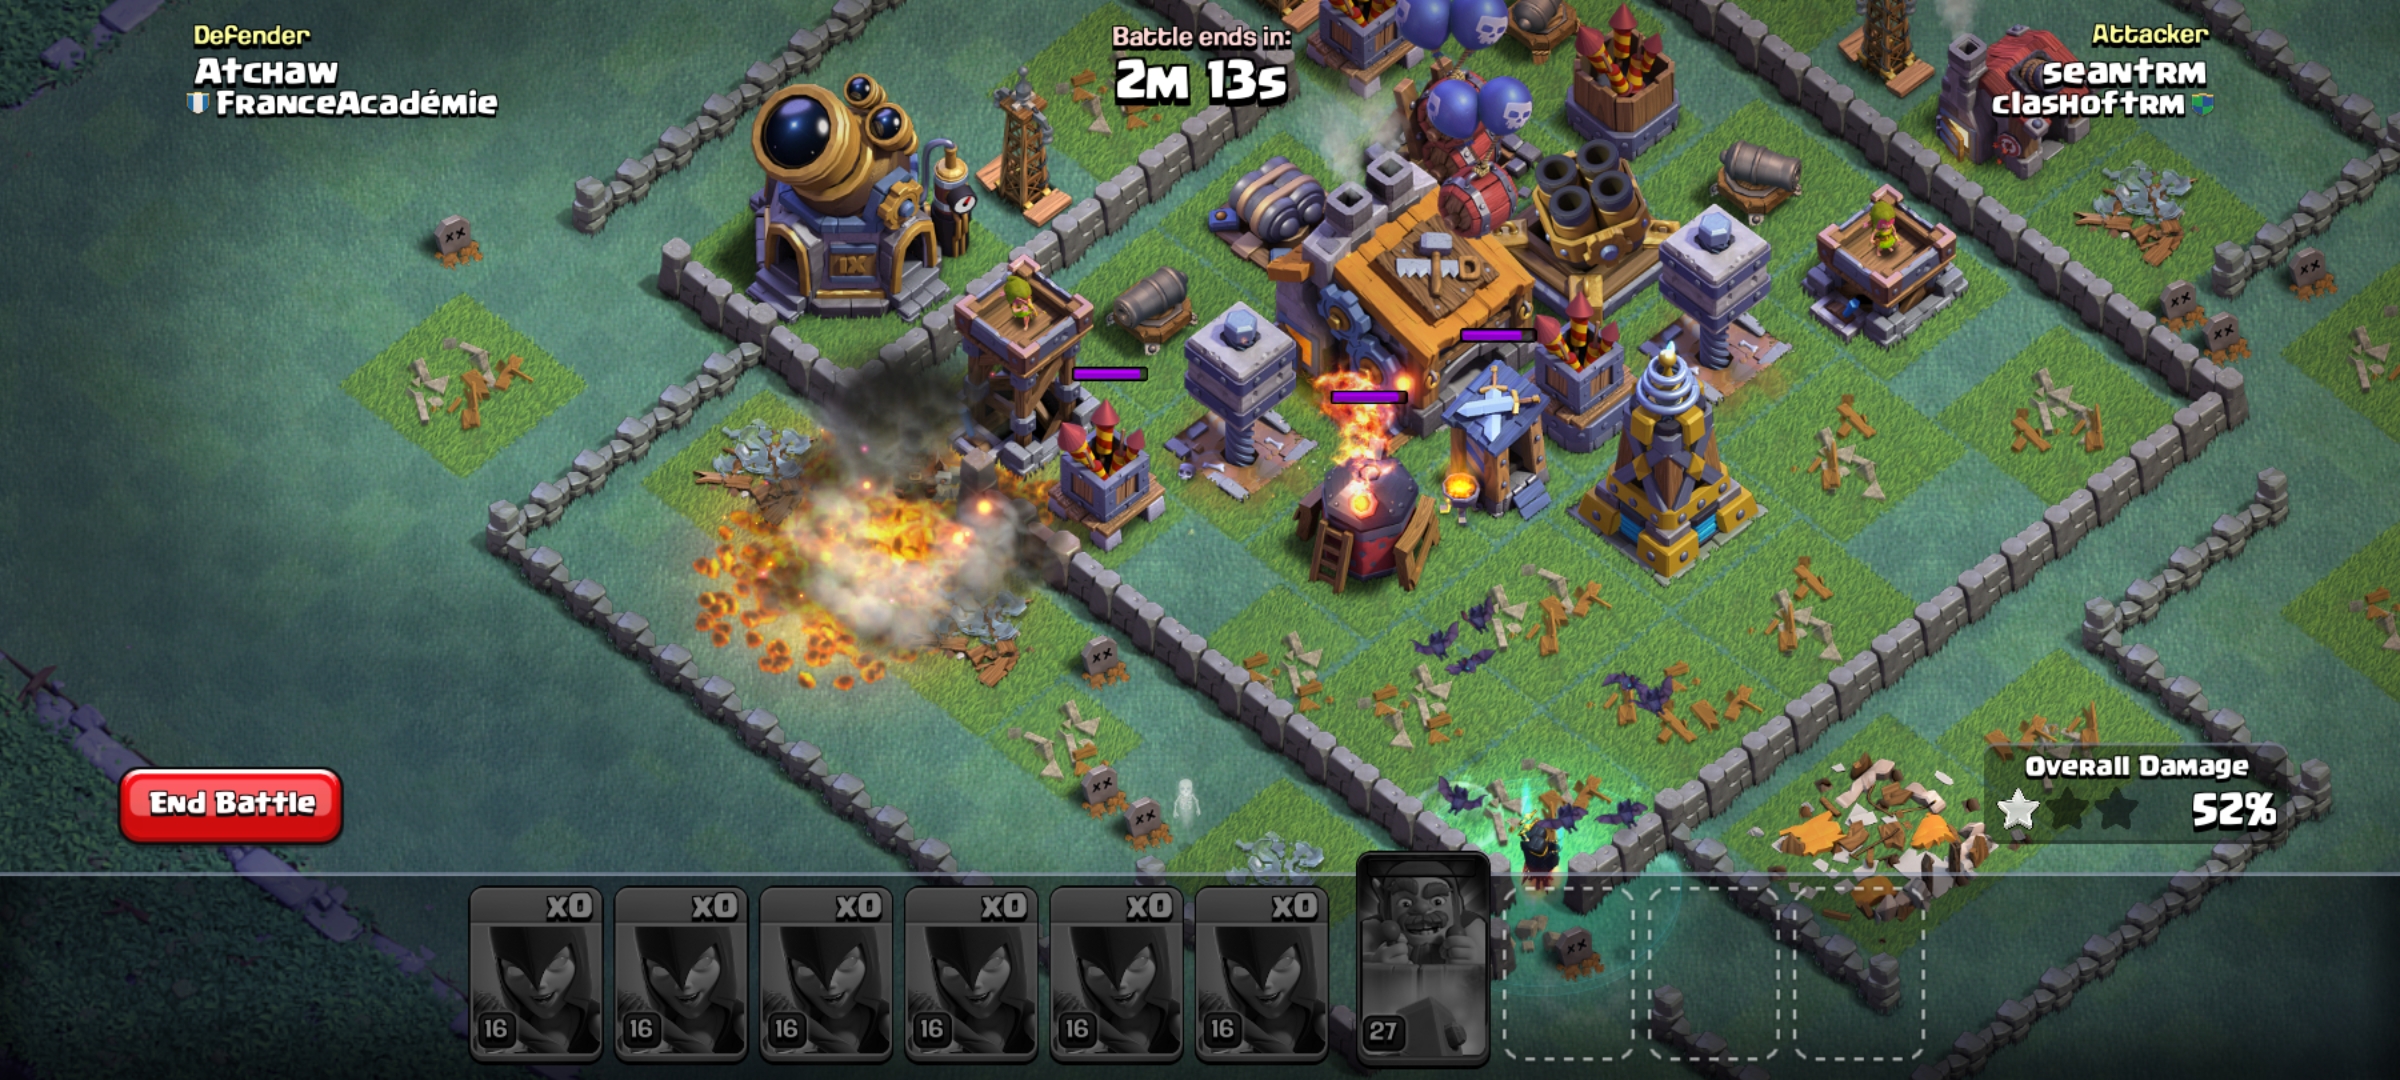 Defender
Atchaw
FranceAcadémie
Battle ends in:
2M 13s
Attacker
seantRM
clashoftRM
IX
End Battle
Overall Damage
52%
x0
x0
x0
x0
x0
x0
16
16
16
16
16
16
27